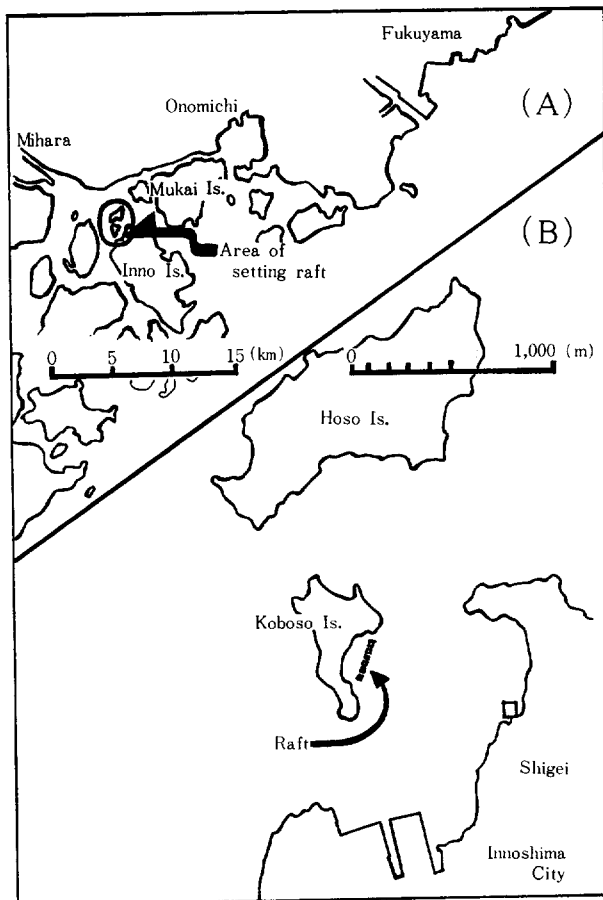 Fukuyama
(A)
Onomichi
Mihara
Mukai Is.
(B)
Area of
setting raft
Inno Is.
0 5 10 15 (km)
0 1,000 (m)
Hoso Is.
Koboso Is.
Raft
Shigei
Innoshima
City